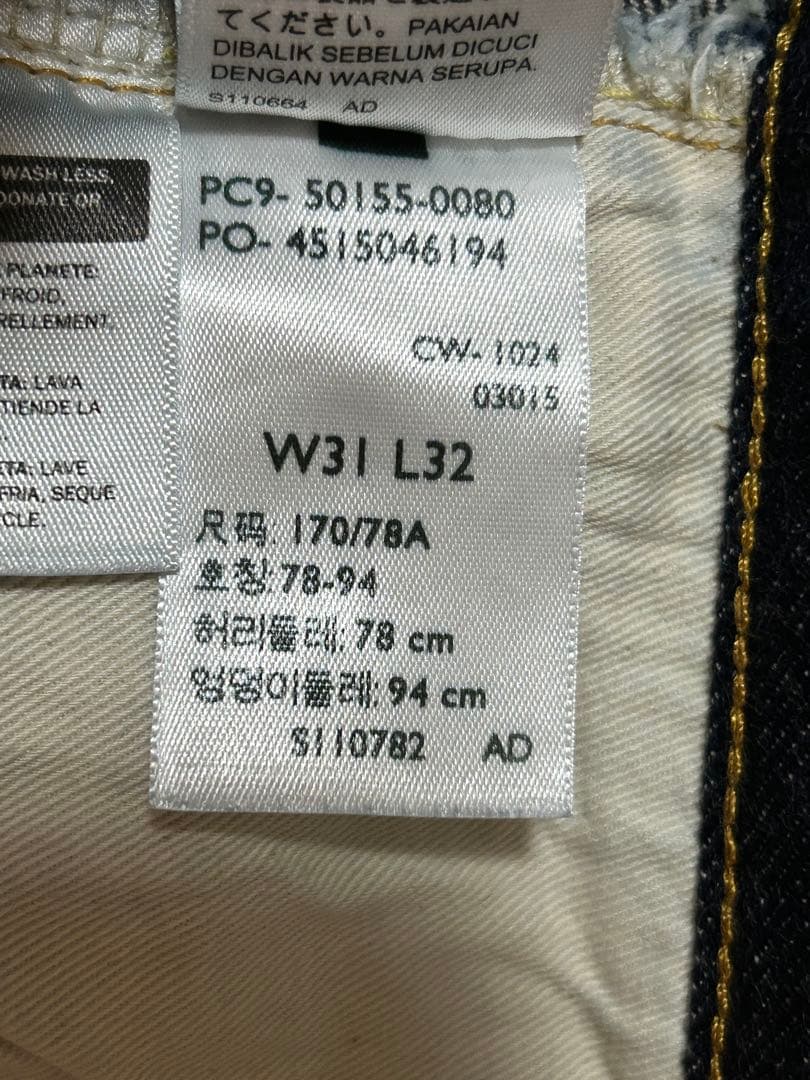 てください。PAKAIAN
DIBALIK SEBELUM DICUCI
DENGAN WARNA SERUPA.
S110664 AD
WASH LESS,
DONATE OR
PLANETE:
FROID,
TA: LAVA
TIENDE LA
LAVE
FRIA, SEQUE
PC9- 50155-0080
PO- 4515046194
CW- 1024
03015
W31 L32
尺码: 170/78A
호칭:78-94
허리둘레: 78 cm
엉덩이둘레: 94 cm
S110782 AD